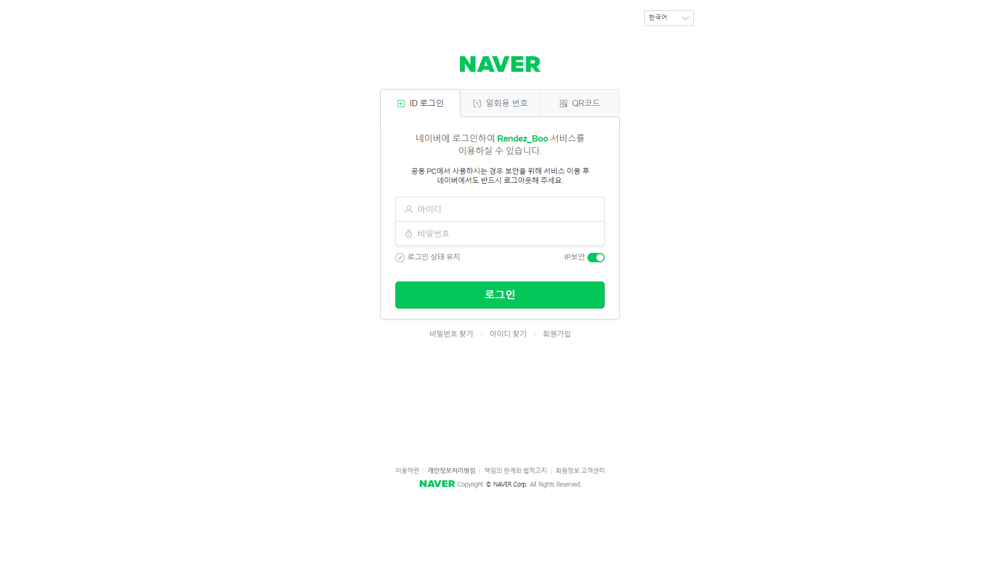 한국어
NAVER
ID 로그인
일회용 번호
QR코드
네이버에 로그인하여 Rendez_Boo 서비스를
이용하실 수 있습니다.
공용 PC에서 사용하시는 경우 보안을 위해 서비스 이용 후
네이버에서도 반드시 로그아웃해 주세요.
아이디
비밀번호
로그인 상태 유지
IP보안
로그인
비밀번호 찾기
아이디 찾기
회원가입
이용약관
개인정보처리방침
책임의 한계와 법적고지
회원정보 고객센터
NAVER Copyright © NAVER Corp. All Rights Reserved.